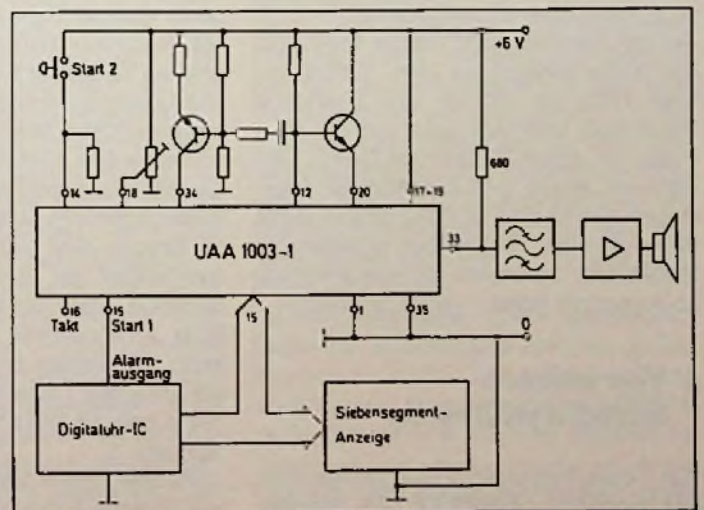 +6 V
Start 2
680
14
18
34
12
20
17-19
UAA 1003-1
33
16
15
15
1
35
Takt
Start 1
0
Alarm-
ausgang
Digitaluhr-IC
Siebensegment-
Anzeige